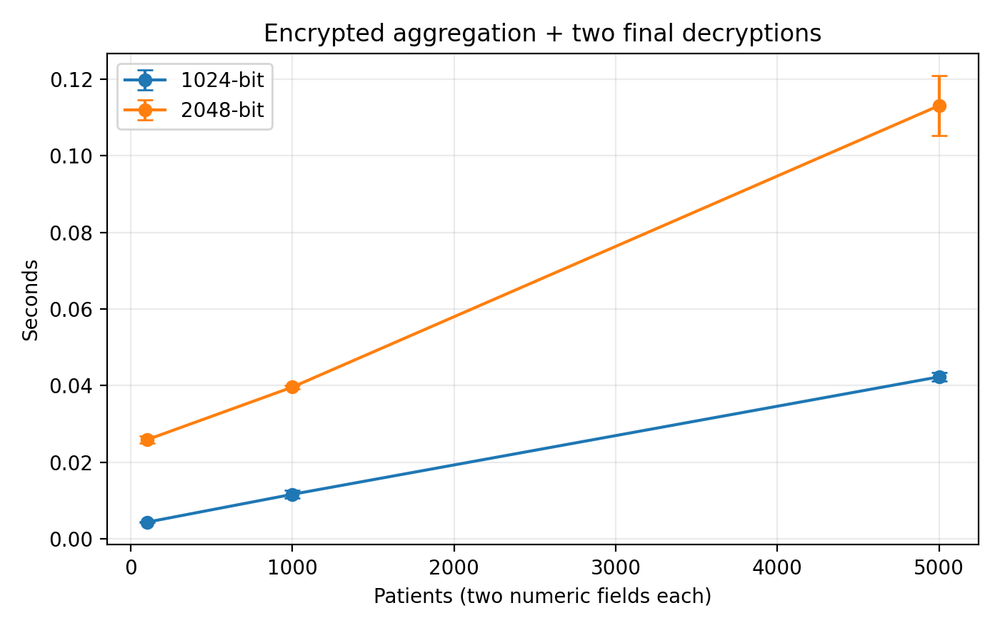 Encrypted aggregation + two final decryptions
1024-bit
2048-bit
0.12
0.10
0.08
0.06
0.04
0.02
0.00
Seconds
0 1000 2000 3000 4000 5000
Patients (two numeric fields each)